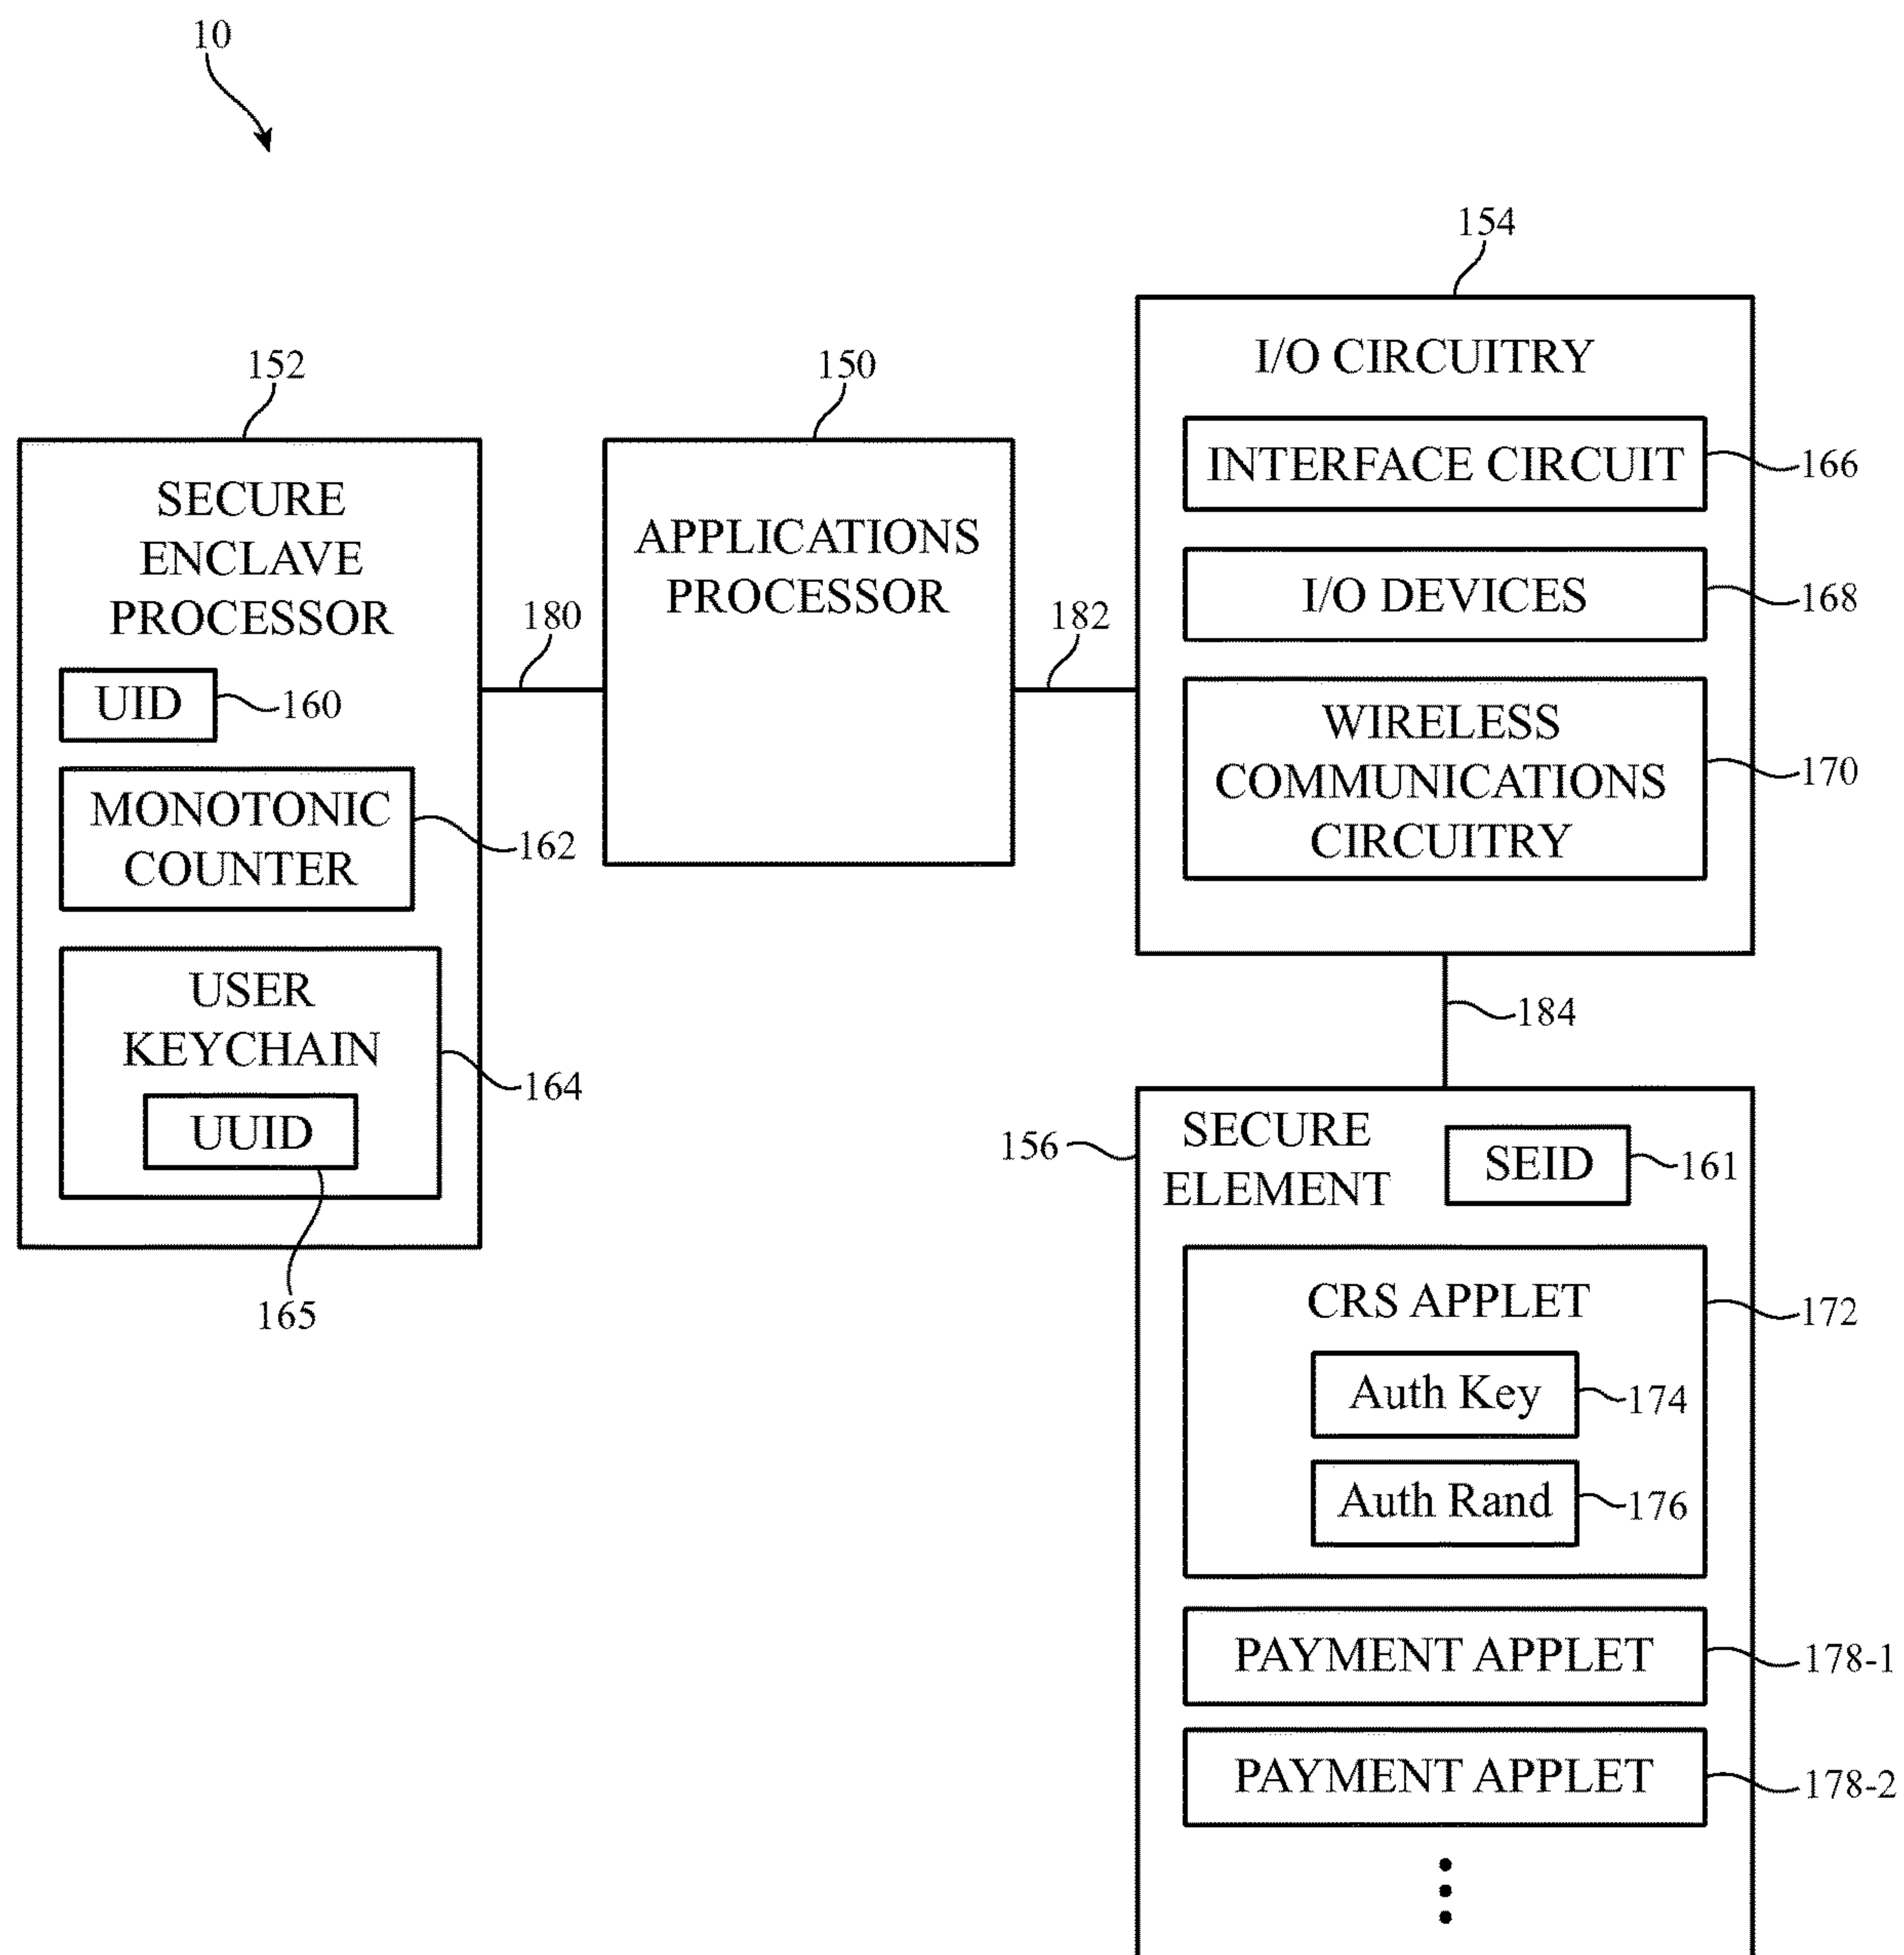 10
154
I/O CIRCUITRY
INTERFACE CIRCUIT
166
I/O DEVICES
168
WIRELESS
COMMUNICATIONS
CIRCUITRY
170
152
SECURE
ENCLAVE
PROCESSOR
UID
160
MONOTONIC
COUNTER
162
USER
KEYCHAIN
164
UUID
165
150
APPLICATIONS
PROCESSOR
180
182
184
156
SECURE
ELEMENT
SEID
161
CRS APPLET
172
Auth Key
174
Auth Rand
176
PAYMENT APPLET
178-1
PAYMENT APPLET
178-2